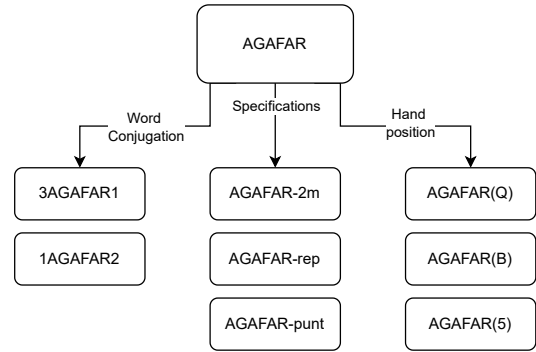 AGAFAR
Word
Conjugation
Specifications
Hand
position
3AGAFAR1
AGAFAR-2m
AGAFAR(Q)
1AGAFAR2
AGAFAR-rep
AGAFAR(B)
AGAFAR-punt
AGAFAR(5)